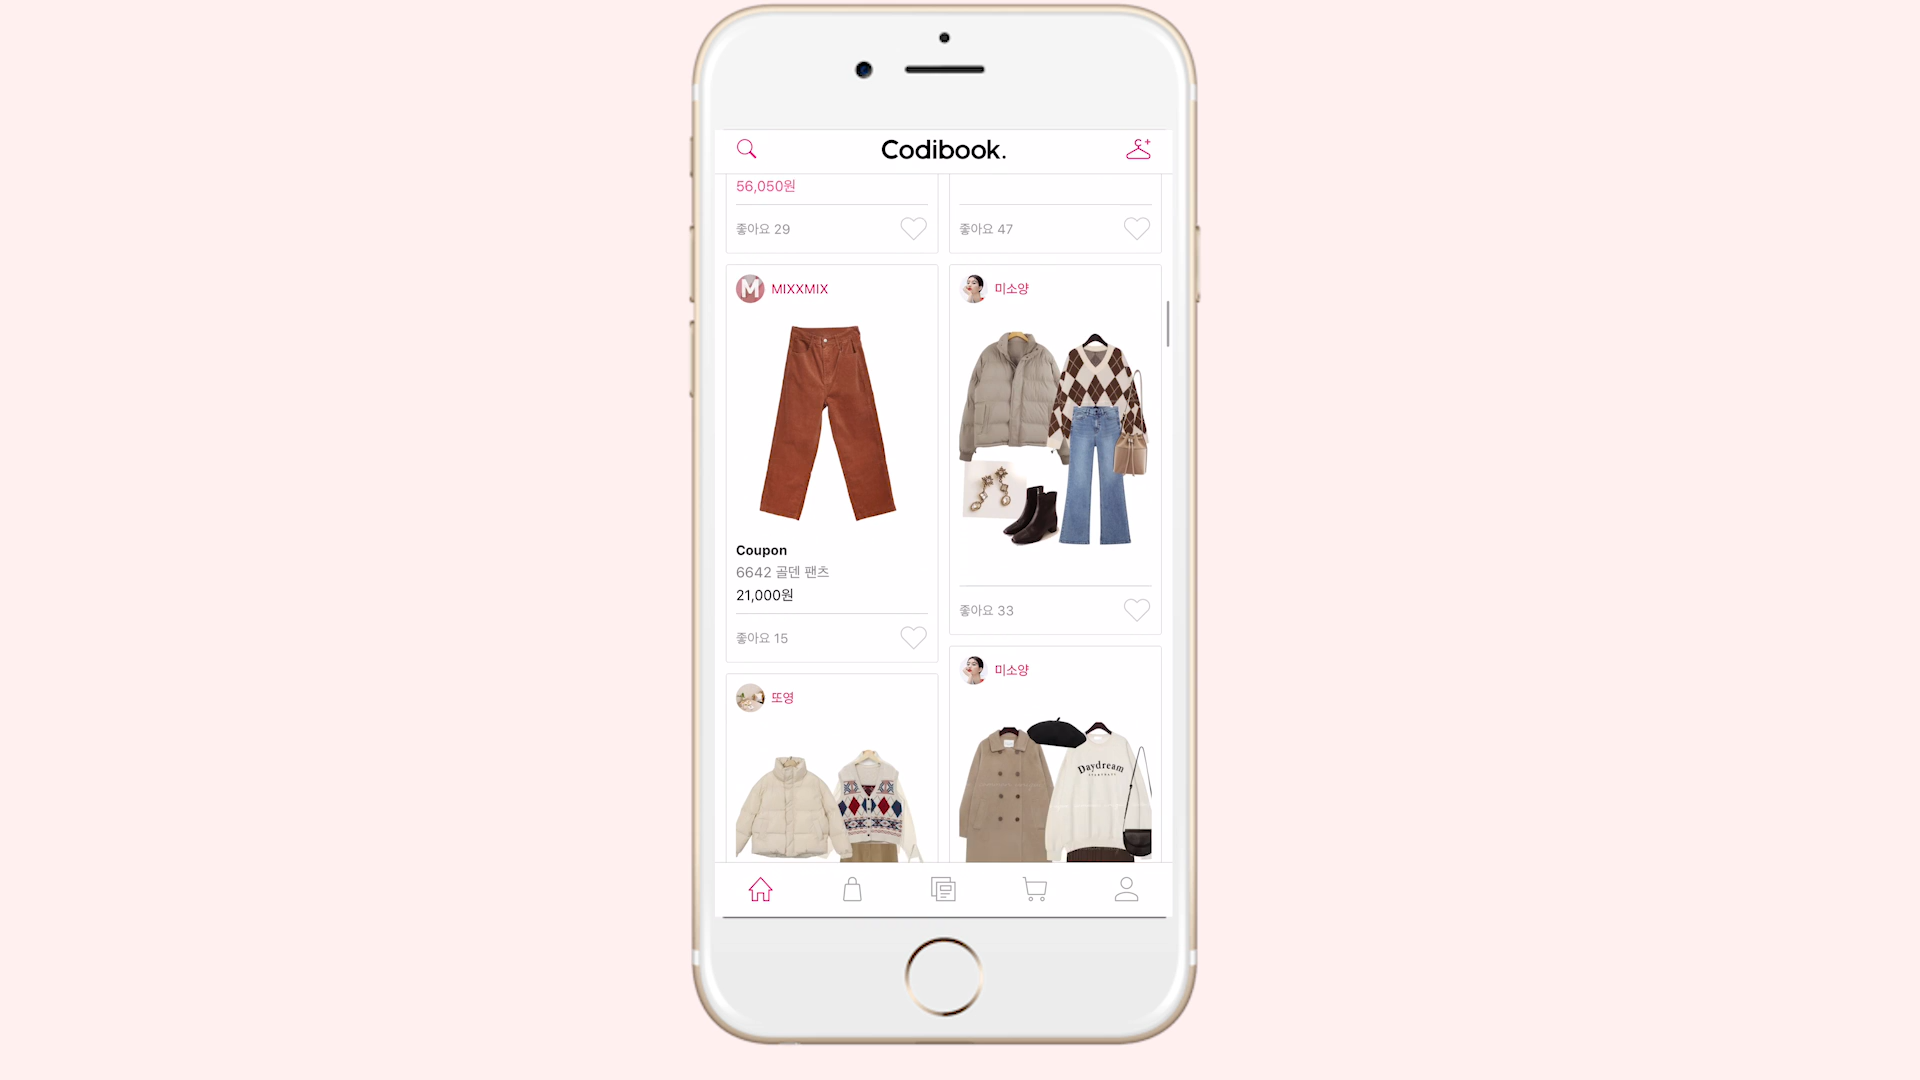 Codibook.
56,050원
좋아요 29
좋아요 47
M MIXXMIX
미소양
Coupon
6642 골덴 팬츠
21,000원
좋아요 15
좋아요 33
또영
미소양
Daydream